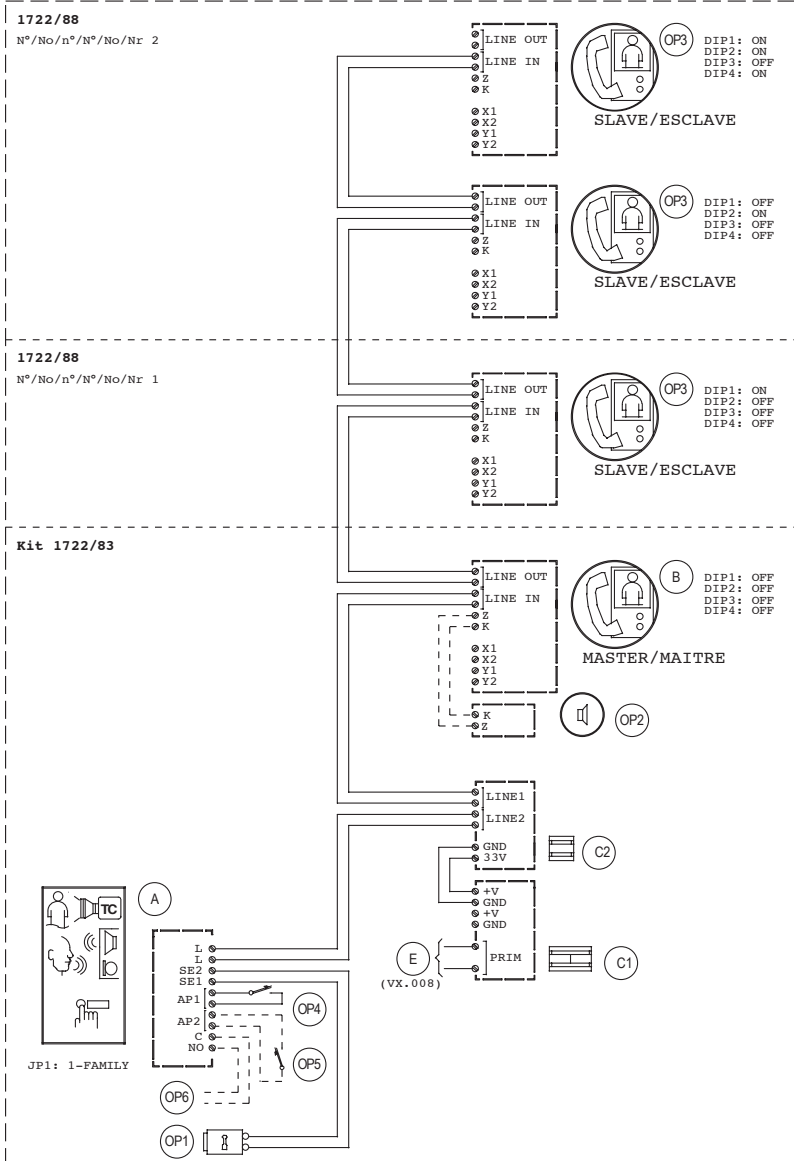 1722/88
N°/No/n°/N°/No/Nr 2
LINE OUT
LINE IN
Z
K
X1
X2
Y1
Y2
OP3
DIP1: ON
DIP2: ON
DIP3: OFF
DIP4: ON
SLAVE/ESCLAVE
LINE OUT
LINE IN
Z
K
X1
X2
Y1
Y2
OP3
DIP1: OFF
DIP2: ON
DIP3: OFF
DIP4: OFF
SLAVE/ESCLAVE
1722/88
N°/No/n°/N°/No/Nr 1
LINE OUT
LINE IN
Z
K
X1
X2
Y1
Y2
OP3
DIP1: ON
DIP2: OFF
DIP3: OFF
DIP4: OFF
SLAVE/ESCLAVE
Kit 1722/83
LINE OUT
LINE IN
Z
K
X1
X2
Y1
Y2
B
DIP1: OFF
DIP2: OFF
DIP3: OFF
DIP4: OFF
MASTER/MAITRE
K
Z
OP2
LINE1
LINE2
GND
33V
C2
+V
GND
+V
GND
PRIM
C1
E
(VX.008)
A
TC
JP1: 1-FAMILY
L
L
SE2
SE1
AP1
AP2
C
NO
OP4
OP5
OP6
OP1